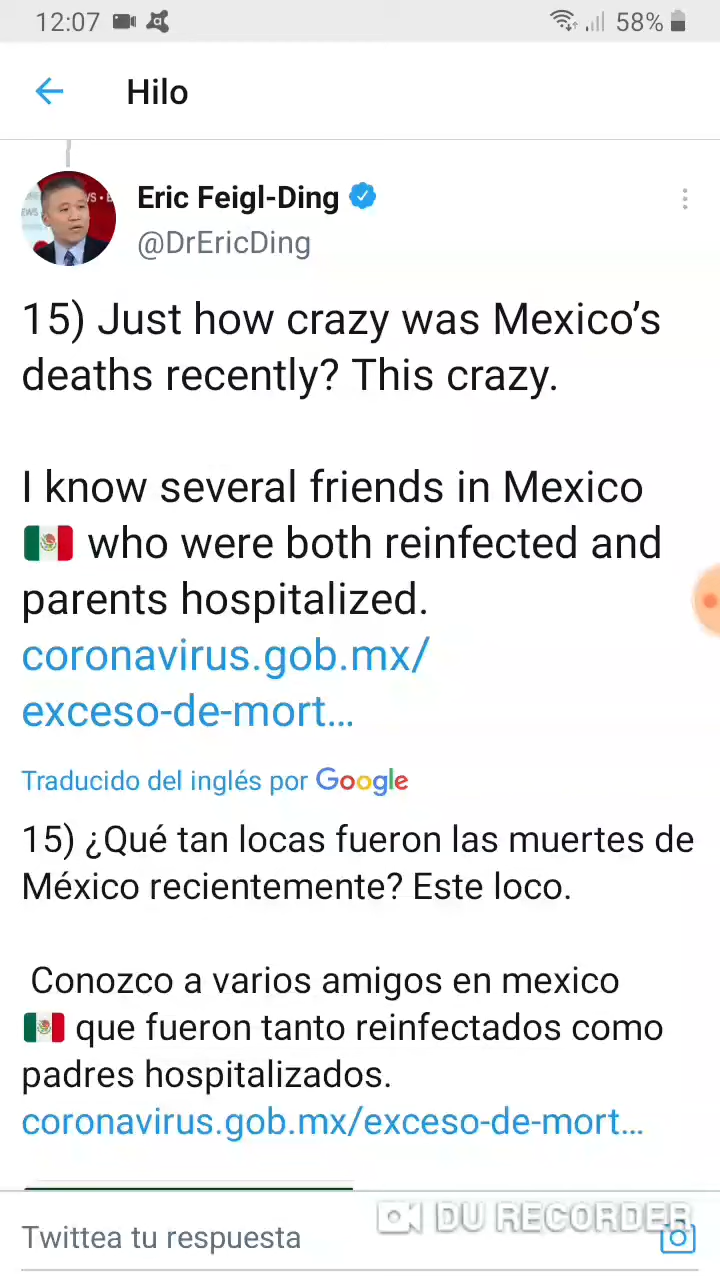 12:07
58%
Hilo
Eric Feigl-Ding
@DrEricDing
15) Just how crazy was Mexico’s
deaths recently? This crazy.
I know several friends in Mexico
🇲🇽 who were both reinfected and
parents hospitalized.
coronavirus.gob.mx/
exceso-de-mort…
Traducido del inglés por Google
15) ¿Qué tan locas fueron las muertes de
México recientemente? Este loco.
Conozco a varios amigos en mexico
🇲🇽 que fueron tanto reinfectados como
padres hospitalizados.
coronavirus.gob.mx/exceso-de-mort…
DU RECORDER
Twittea tu respuesta